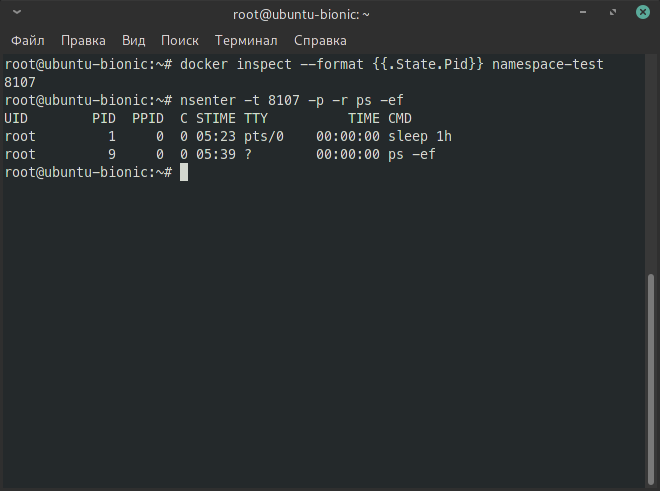 root@ubuntu-bionic: ~
Файл Правка Вид Поиск Терминал Справка
root@ubuntu-bionic:~# docker inspect --format {{.State.Pid}} namespace-test
8107
root@ubuntu-bionic:~# nsenter -t 8107 -p -r ps -ef
UID        PID  PPID  C STIME TTY          TIME CMD
root         1     0  0 05:23 pts/0    00:00:00 sleep 1h
root         9     0  0 05:39 ?        00:00:00 ps -ef
root@ubuntu-bionic:~#